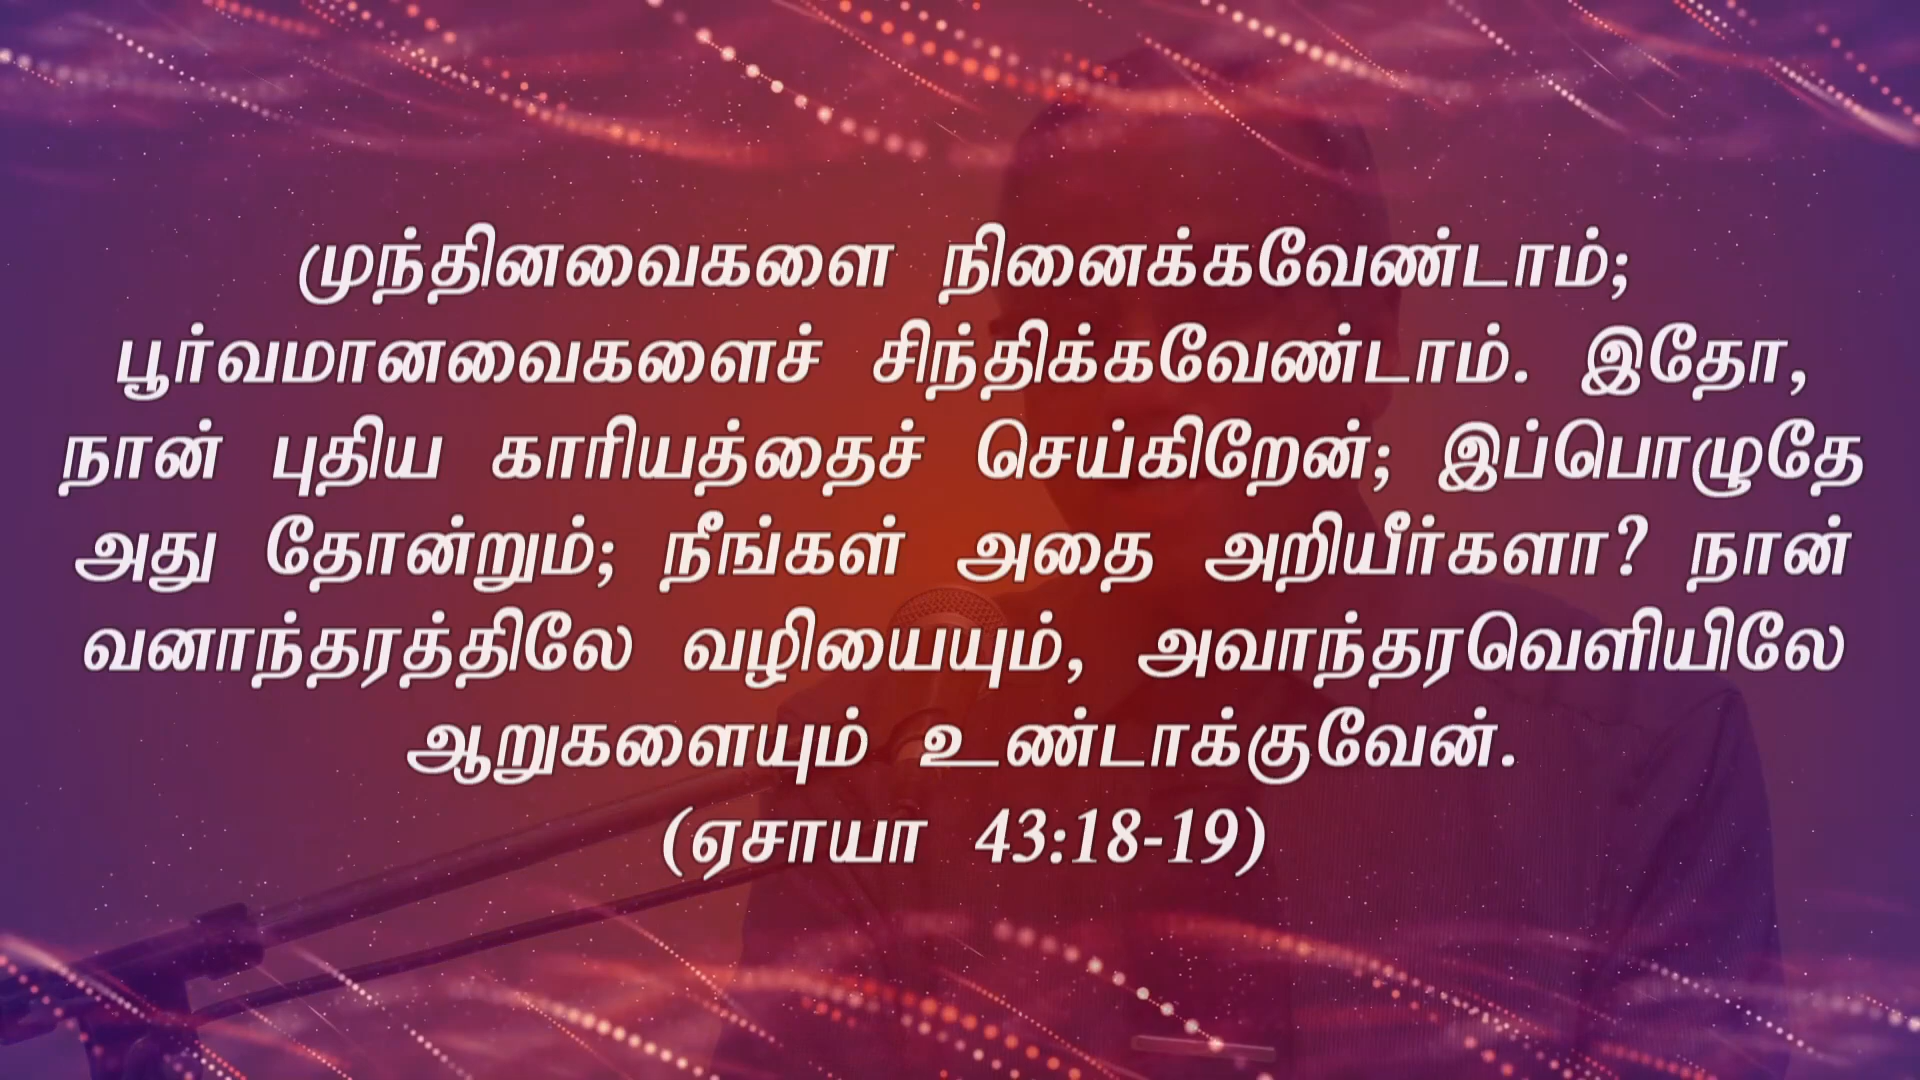 முந்தினவைகளை நினைக்கவேண்டாம்;
பூர்வமானவைகளைச் சிந்திக்கவேண்டாம். இதோ,
நான் புதிய காரியத்தைச் செய்கிறேன்; இப்பொழுதே
அது தோன்றும்; நீங்கள் அதை அறியீர்களா? நான்
வனாந்தரத்திலே வழியையும், அவாந்தரவெளியிலே
ஆறுகளையும் உண்டாக்குவேன்.
(ஏசாயா 43:18-19)